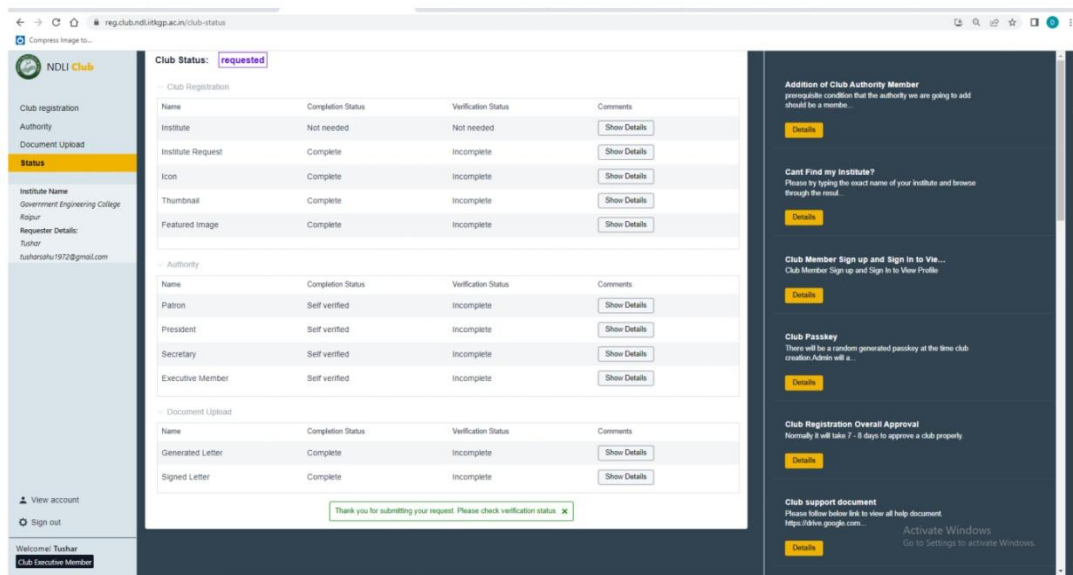 reg.club.ndl.iitkgp.ac.in/club-status
Compress Image to...
NDLI Club
Club registration
Authority
Document Upload
Status
Institute Name
Government Engineering College
Raipur
Requester Details:
Tushar
tusharsahu1972@gmail.com
View account
Sign out
Welcome! Tushar
Club Executive Member
Club Status: requested
Club Registration
Name Completion Status Verification Status Comments
Institute Not needed Not needed Show Details
Institute Request Complete Incomplete Show Details
Icon Complete Incomplete Show Details
Thumbnail Complete Incomplete Show Details
Featured Image Complete Incomplete Show Details
Authority
Name Completion Status Verification Status Comments
Patron Self verified Incomplete Show Details
President Self verified Incomplete Show Details
Secretary Self verified Incomplete Show Details
Executive Member Self verified Incomplete Show Details
Document Upload
Name Completion Status Verification Status Comments
Generated Letter Complete Incomplete Show Details
Signed Letter Complete Incomplete Show Details
Thank you for submitting your request. Please check verification status. x
Addition of Club Authority Member
prerequisite condition that the authority we are going to add
should be a membe...
Details
Cant Find my Institute?
Please try typing the exact name of your institute and browse
through the resul...
Details
Club Member Sign up and Sign In to Vie...
Club Member Sign up and Sign In to View Profile
Details
Club Passkey
There will be a random generated passkey at the time club
creation.Admin will a...
Details
Club Registration Overall Approval
Normally it will take 7 - 8 days to approve a club properly.
Details
Club support document
Please follow below link to view all help document.
https://drive.google.com...
Details
Activate Windows
Go to Settings to activate Windows.